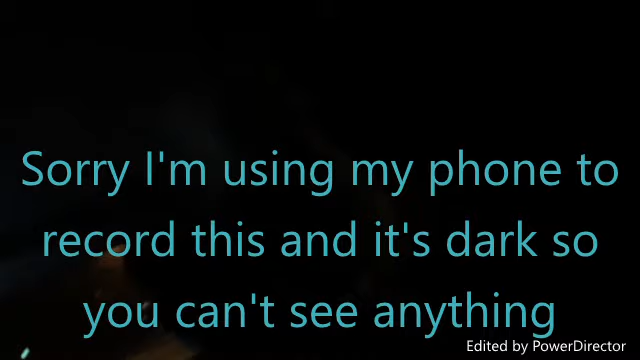 Sorry I'm using my phone to
record this and it's dark so
you can't see anything
Edited by PowerDirector